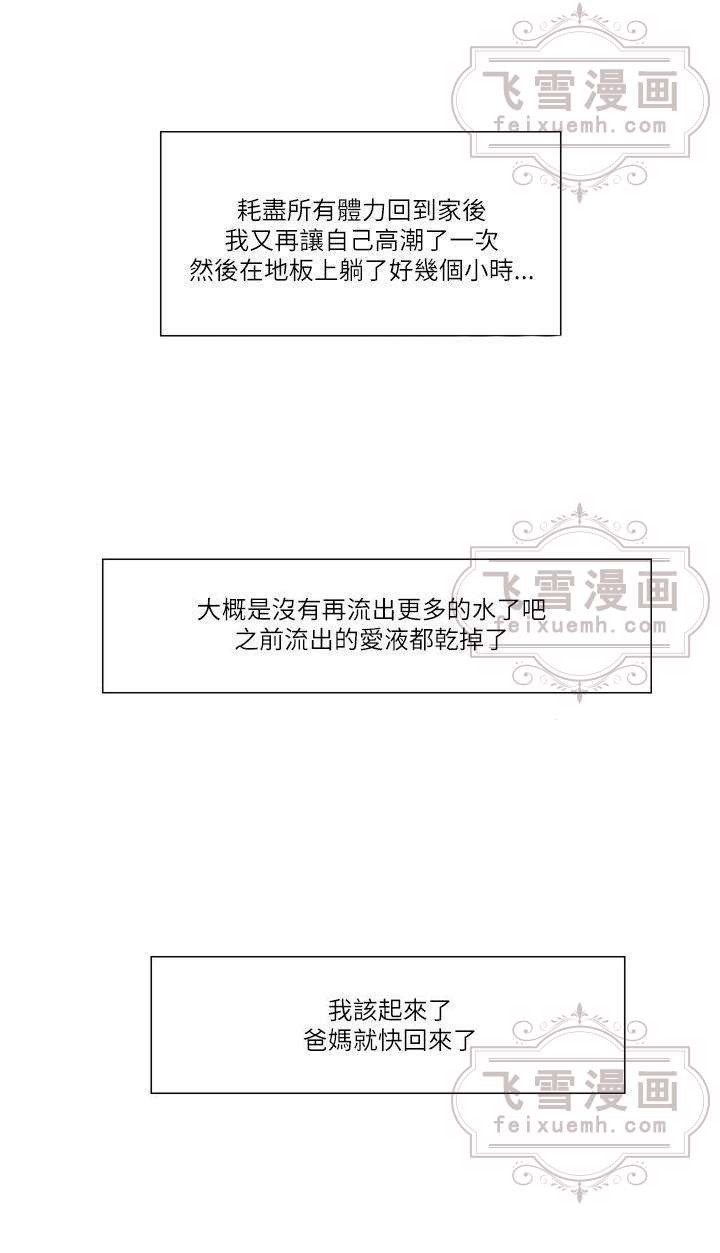 飞雪漫画
feixuemh.com
耗盡所有體力回到家後
我又再讓自己高潮了一次
然後在地板上躺了好幾個小時...
飞雪漫画
feixuemh.com
大概是沒有再流出更多的水了吧
之前流出的愛液都乾掉了
我該起來了
爸媽就快回來了
飞雪漫画
feixuemh.com